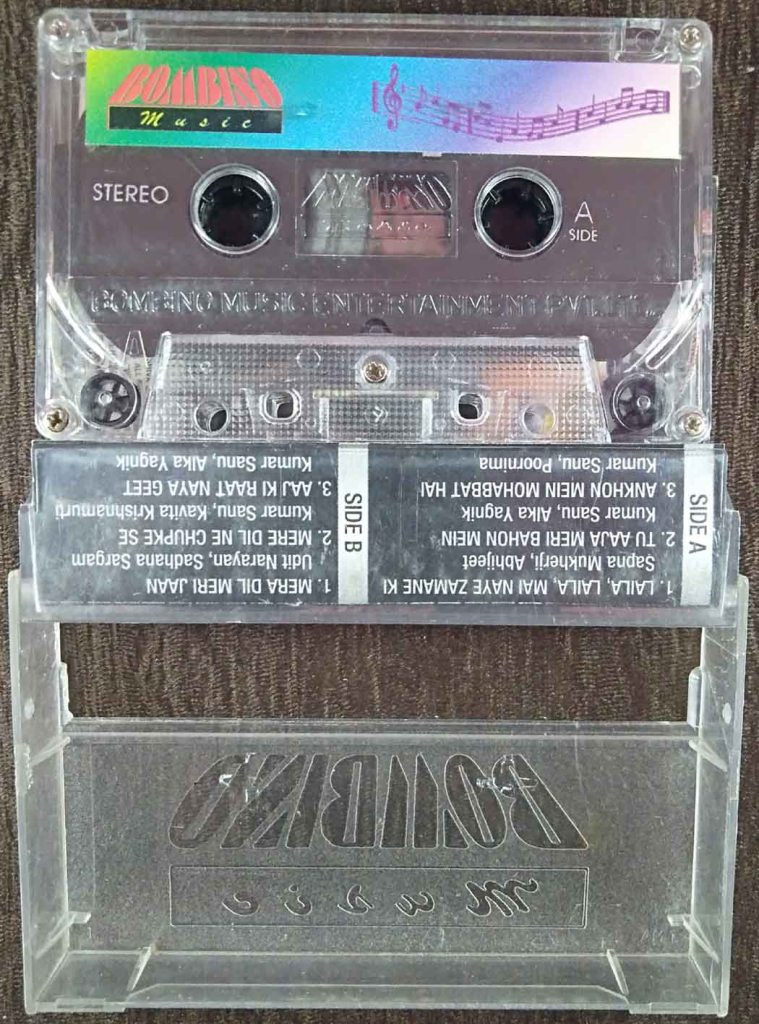 BOMBINO
Music
STEREO
A
SIDE
BOMBINO MUSIC ENTERTAINMENT PVT. LTD.
SIDE A
1. LAILA, LAILA, MAI NAYE ZAMANE KI
Sapna Mukherji, Abhijeet
2. TU AAJA MERI BAHON MEIN
Kumar Sanu, Alka Yagnik
3. ANKHON MEIN MOHABBAT HAI
Kumar Sanu, Poornima
SIDE B
1. MERA DIL MERI JAAN
Udit Narayan, Sadhana Sargam
2. MERE DIL NE CHUPKE SE
Kumar Sanu, Kavita Krishnamurti
3. AAJ KI RAAT NAYA GEET
Kumar Sanu, Alka Yagnik
BOMBINO
Music